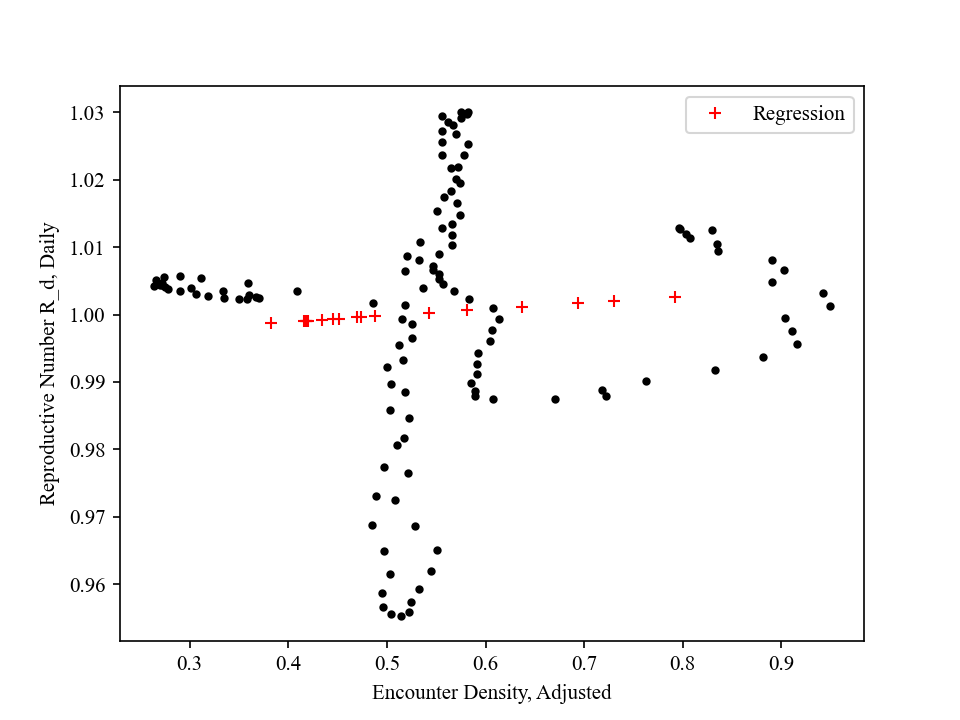 1.03
1.02
1.01
1.00
0.99
0.98
0.97
0.96
Reproductive Number R_d, Daily
Regression
0.3 0.4 0.5 0.6 0.7 0.8 0.9
Encounter Density, Adjusted